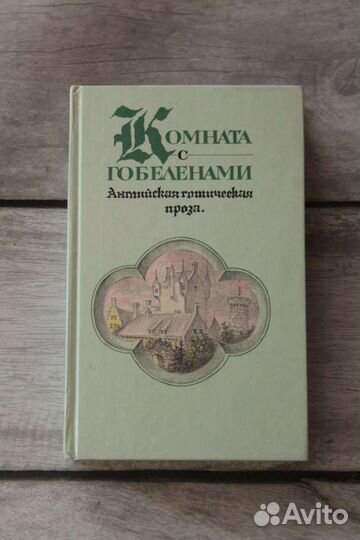 Комната
с
гобеленами
Английская готическая
проза.
Avito